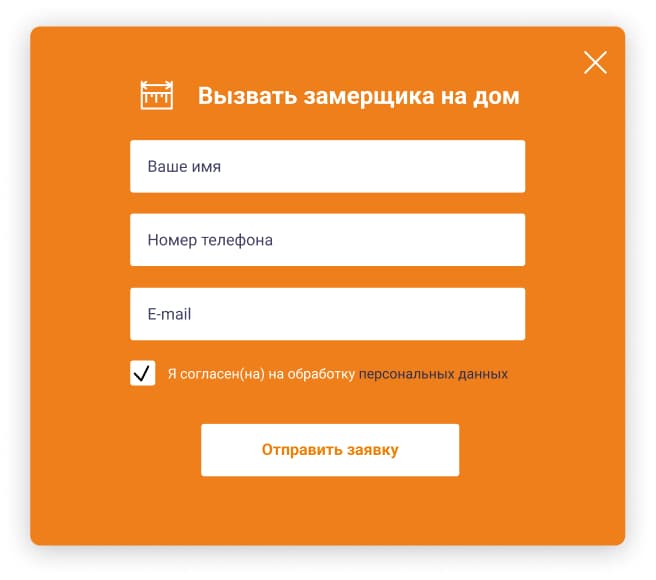 Вызвать замерщика на дом
Ваше имя
Номер телефона
E-mail
Я согласен(на) на обработку персональных данных
Отправить заявку